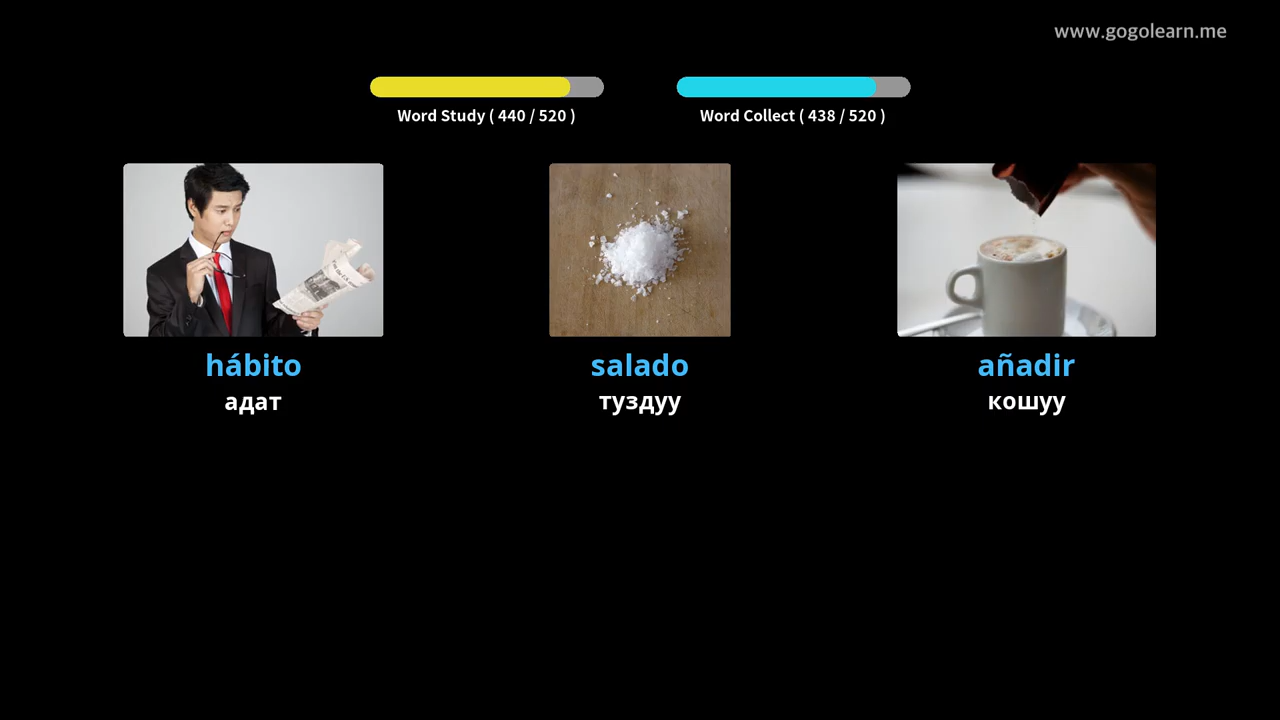 www.gogolearn.me
Word Study ( 440 / 520 )
Word Collect ( 438 / 520 )
hábito
salado
añadir
адат
туздуу
кошуу